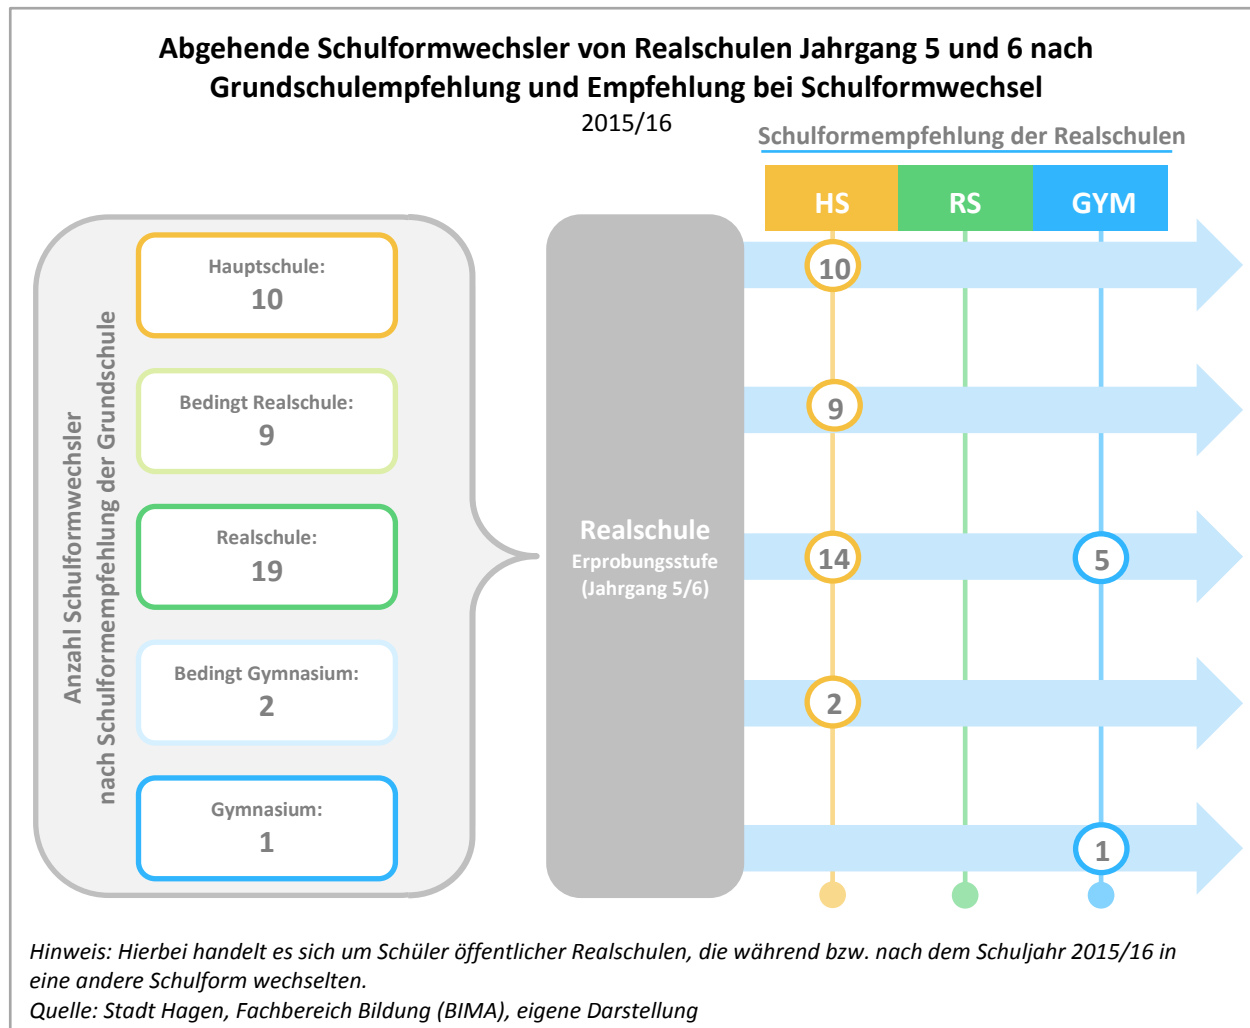 Abgehende Schulformwechsler von Realschulen Jahrgang 5 und 6 nach
Grundschulempfehlung und Empfehlung bei Schulformwechsel
2015/16
Schulformempfehlung der Realschulen
HS
RS
GYM
Anzahl Schulformwechsler
nach Schulformempfehlung der Grundschule
Hauptschule:
10
Bedingt Realschule:
9
Realschule:
19
Bedingt Gymnasium:
2
Gymnasium:
1
Realschule
Erprobungsstufe
(Jahrgang 5/6)
10
9
14
5
2
1
Hinweis: Hierbei handelt es sich um Schüler öffentlicher Realschulen, die während bzw. nach dem Schuljahr 2015/16 in
eine andere Schulform wechselten.
Quelle: Stadt Hagen, Fachbereich Bildung (BIMA), eigene Darstellung